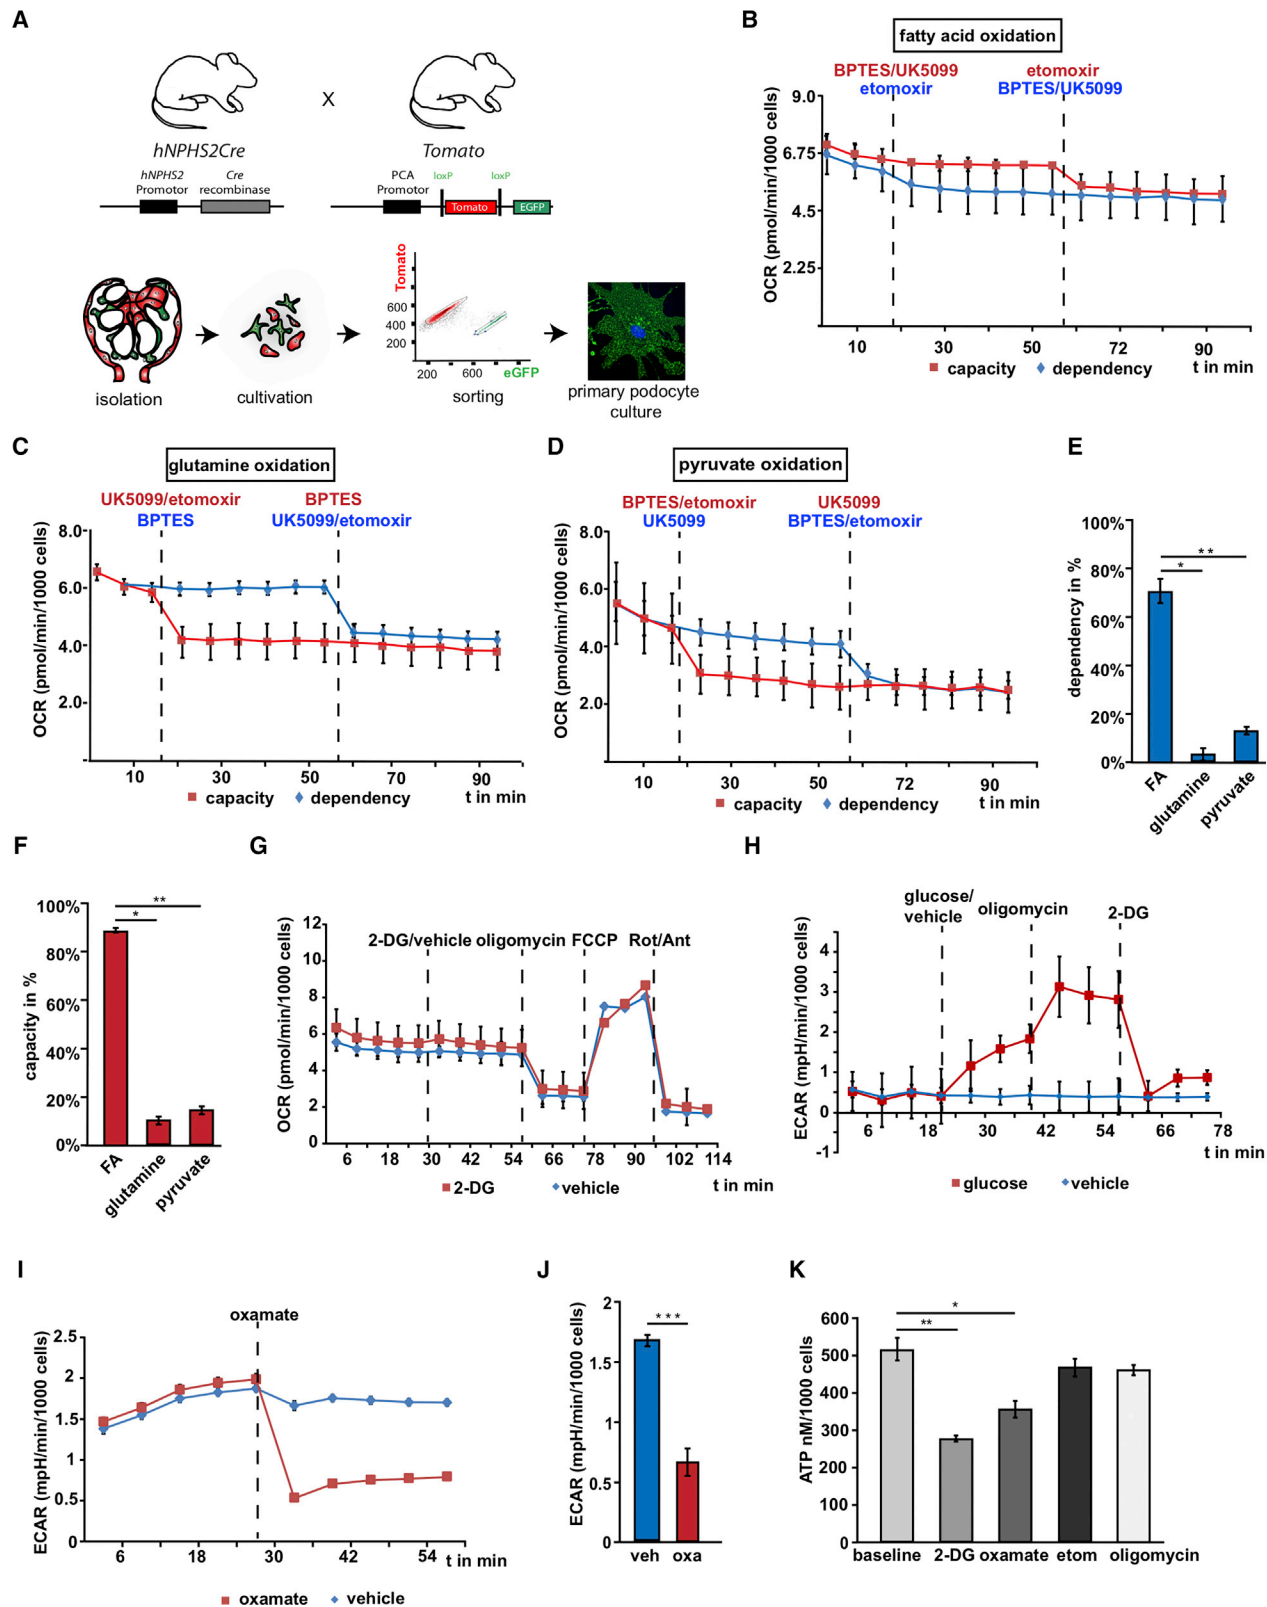 A
X
hNPHS2Cre
Tomato
hNPHS2
Promotor
Cre
recombinase
PCA
Promotor
loxP
loxP
Tomato
EGFP
Tomato
600
400
200
200
600
eGFP
isolation
cultivation
sorting
primary podocyte
culture
B
fatty acid oxidation
BPTES/UK5099
etomoxir
etomoxir
BPTES/UK5099
OCR (pmol/min/1000 cells)
9.0
6.75
4.5
2.25
10
30
50
72
90
t in min
capacity
dependency
C
glutamine oxidation
UK5099/etomoxir
BPTES
BPTES
UK5099/etomoxir
OCR (pmol/min/1000 cells)
8.0
6.0
4.0
2.0
10
30
50
70
90
t in min
capacity
dependency
D
pyruvate oxidation
BPTES/etomoxir
UK5099
UK5099
BPTES/etomoxir
OCR (pmol/min/1000 cells)
8.0
6.0
4.0
2.0
10
30
50
72
90
t in min
capacity
dependency
E
dependency in %
100%
80%
60%
40%
20%
0%
**
*
FA
glutamine
pyruvate
F
capacity in %
100%
80%
60%
40%
20%
0%
**
*
FA
glutamine
pyruvate
G
OCR (pmol/min/1000 cells)
12
10
8
6
4
2
0
2-DG/vehicle oligomycin FCCP Rot/Ant
6
18
30
42
54
66
78
90
102
114
t in min
2-DG
vehicle
H
glucose/
vehicle
oligomycin
2-DG
ECAR (mpH/min/1000 cells)
4
3
2
1
0
-1
6
18
30
42
54
66
78
t in min
glucose
vehicle
I
oxamate
ECAR (mpH/min/1000 cells)
2.5
2
1.5
1
0.5
0
6
18
30
42
54
t in min
oxamate
vehicle
J
ECAR (mpH/min/1000 cells)
2
1.5
1
0.5
0
***
veh
oxa
K
ATP nM/1000 cells
600
500
400
300
200
100
0
*
**
baseline
2-DG
oxamate
etom
oligomycin